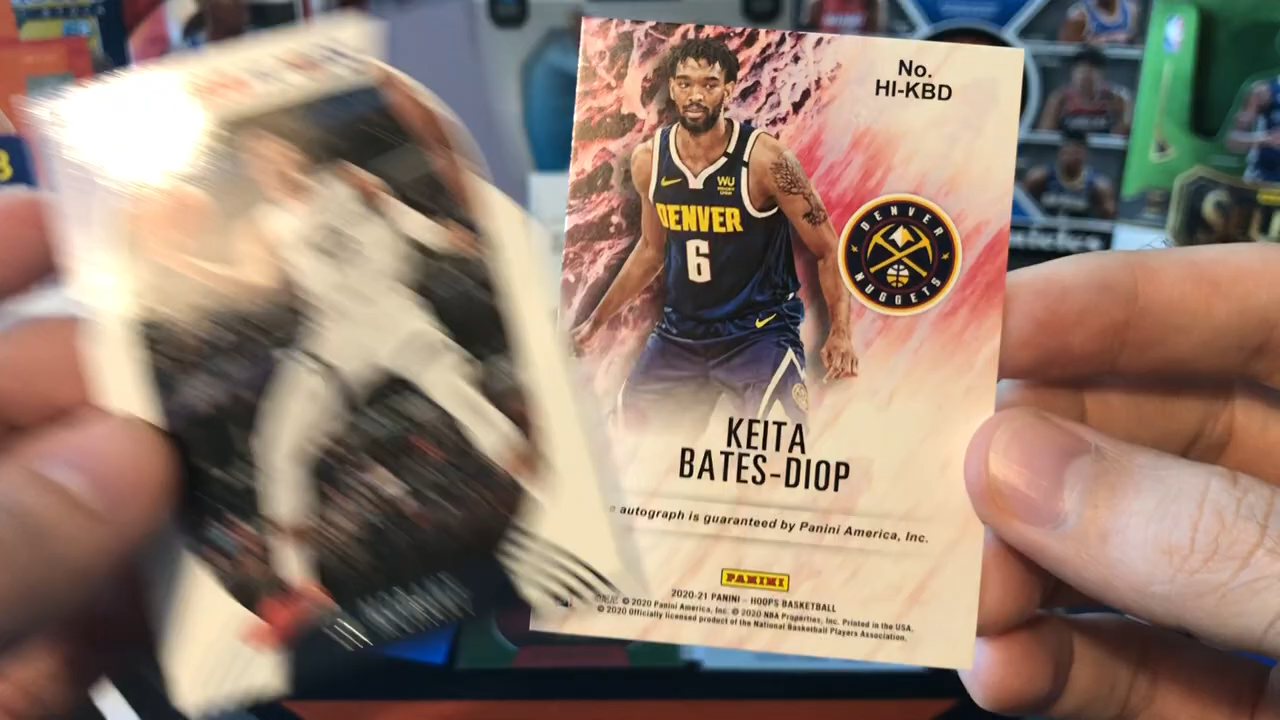 No.
HI-KBD
WU
DENVER
6
DENVER
NUGGETS
KEITA
BATES-DIOP
autograph is guaranteed by Panini America, Inc.
PANINI
2020-21 PANINI – HOOPS BASKETBALL
© 2020 Panini America, Inc. © 2020 NBA Properties, Inc. Printed in the USA.
© 2020 Officially licensed product of the National Basketball Players Association.